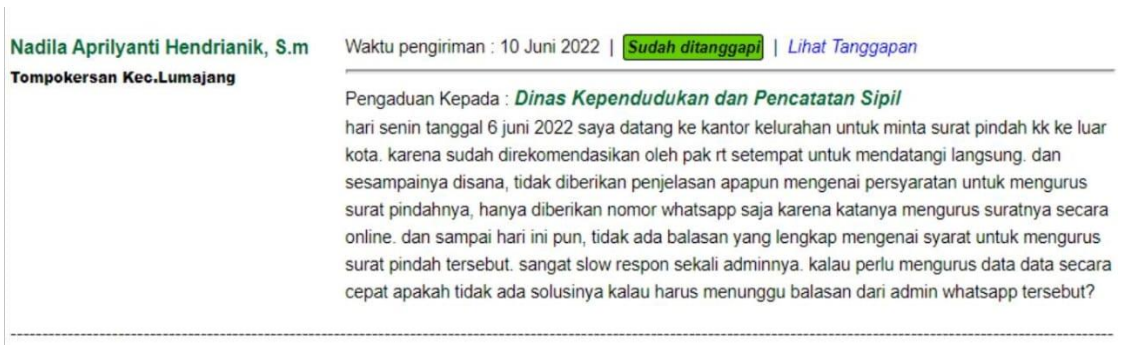 Nadila Aprilyanti Hendrianik, S.m
Tompokersan Kec.Lumajang
Waktu pengiriman : 10 Juni 2022 | Sudah ditanggapi | Lihat Tanggapan
Pengaduan Kepada : Dinas Kependudukan dan Pencatatan Sipil
hari senin tanggal 6 juni 2022 saya datang ke kantor kelurahan untuk minta surat pindah kk ke luar
kota. karena sudah direkomendasikan oleh pak rt setempat untuk mendatangi langsung. dan
sesampainya disana, tidak diberikan penjelasan apapun mengenai persyaratan untuk mengurus
surat pindahnya, hanya diberikan nomor whatsapp saja karena katanya mengurus suratnya secara
online. dan sampai hari ini pun, tidak ada balasan yang lengkap mengenai syarat untuk mengurus
surat pindah tersebut. sangat slow respon sekali adminnya. kalau perlu mengurus data data secara
cepat apakah tidak ada solusinya kalau harus menunggu balasan dari admin whatsapp tersebut?